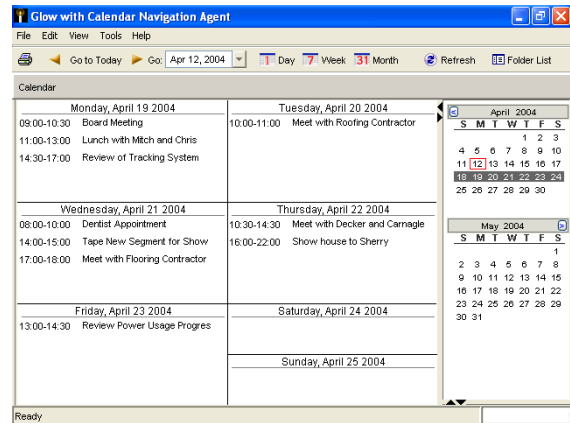 Glow with Calendar Navigation Agent
File Edit View Tools Help
Go to Today Go: Apr 12, 2004 1 Day 7 Week 31 Month Refresh Folder List
Calendar
Monday, April 19 2004
09:00-10:30 Board Meeting
11:00-13:00 Lunch with Mitch and Chris
14:30-17:00 Review of Tracking System
Tuesday, April 20 2004
10:00-11:00 Meet with Roofing Contractor
Wednesday, April 21 2004
08:00-10:00 Dentist Appointment
14:00-15:00 Tape New Segment for Show
17:00-18:00 Meet with Flooring Contractor
Thursday, April 22 2004
10:30-14:30 Meet with Decker and Carnagle
16:00-22:00 Show house to Sherry
Friday, April 23 2004
13:00-14:30 Review Power Usage Progres
Saturday, April 24 2004
Sunday, April 25 2004
April 2004
S M T W T F S
1 2 3
4 5 6 7 8 9 10
11 12 13 14 15 16 17
18 19 20 21 22 23 24
25 26 27 28 29 30
May 2004
S M T W T F S
1
2 3 4 5 6 7 8
9 10 11 12 13 14 15
16 17 18 19 20 21 22
23 24 25 26 27 28 29
30 31
Ready